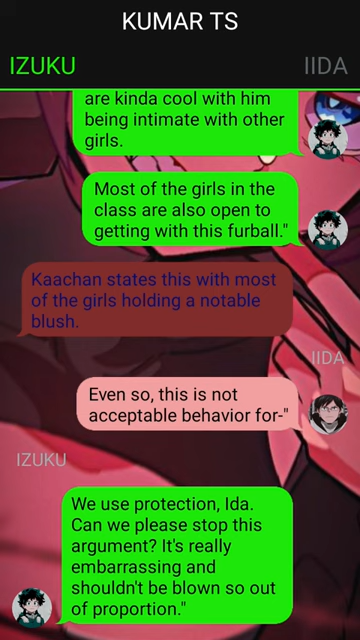 KUMAR TS
IZUKU
IIDA
are kinda cool with him
being intimate with other
girls.
Most of the girls in the
class are also open to
getting with this furball."
Kaachan states this with most
of the girls holding a notable
blush.
IIDA
Even so, this is not
acceptable behavior for-"
IZUKU
We use protection, Ida.
Can we please stop this
argument? It's really
embarrassing and
shouldn't be blown so out
of proportion."